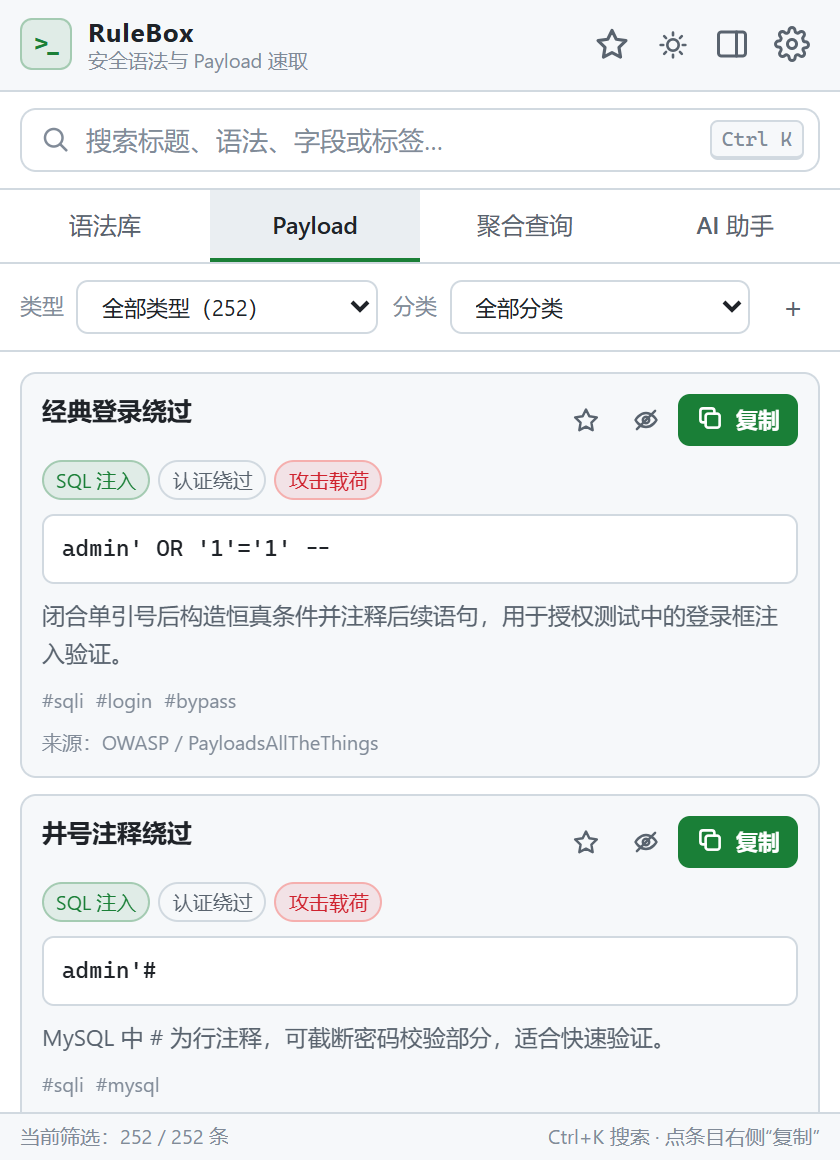 >_
RuleBox
安全语法与 Payload 速取
搜索标题、语法、字段或标签...
Ctrl K
语法库
Payload
聚合查询
AI 助手
类型
全部类型（252）
分类
全部分类
+
经典登录绕过
复制
SQL 注入
认证绕过
攻击载荷
admin' OR '1'='1' --
闭合单引号后构造恒真条件并注释后续语句，用于授权测试中的登录框注
入验证。
#sqli #login #bypass
来源：OWASP / PayloadsAllTheThings
井号注释绕过
复制
SQL 注入
认证绕过
攻击载荷
admin'#
MySQL 中 # 为行注释，可截断密码校验部分，适合快速验证。
#sqli #mysql
当前筛选：252 / 252 条
Ctrl+K 搜索 · 点条目右侧“复制”